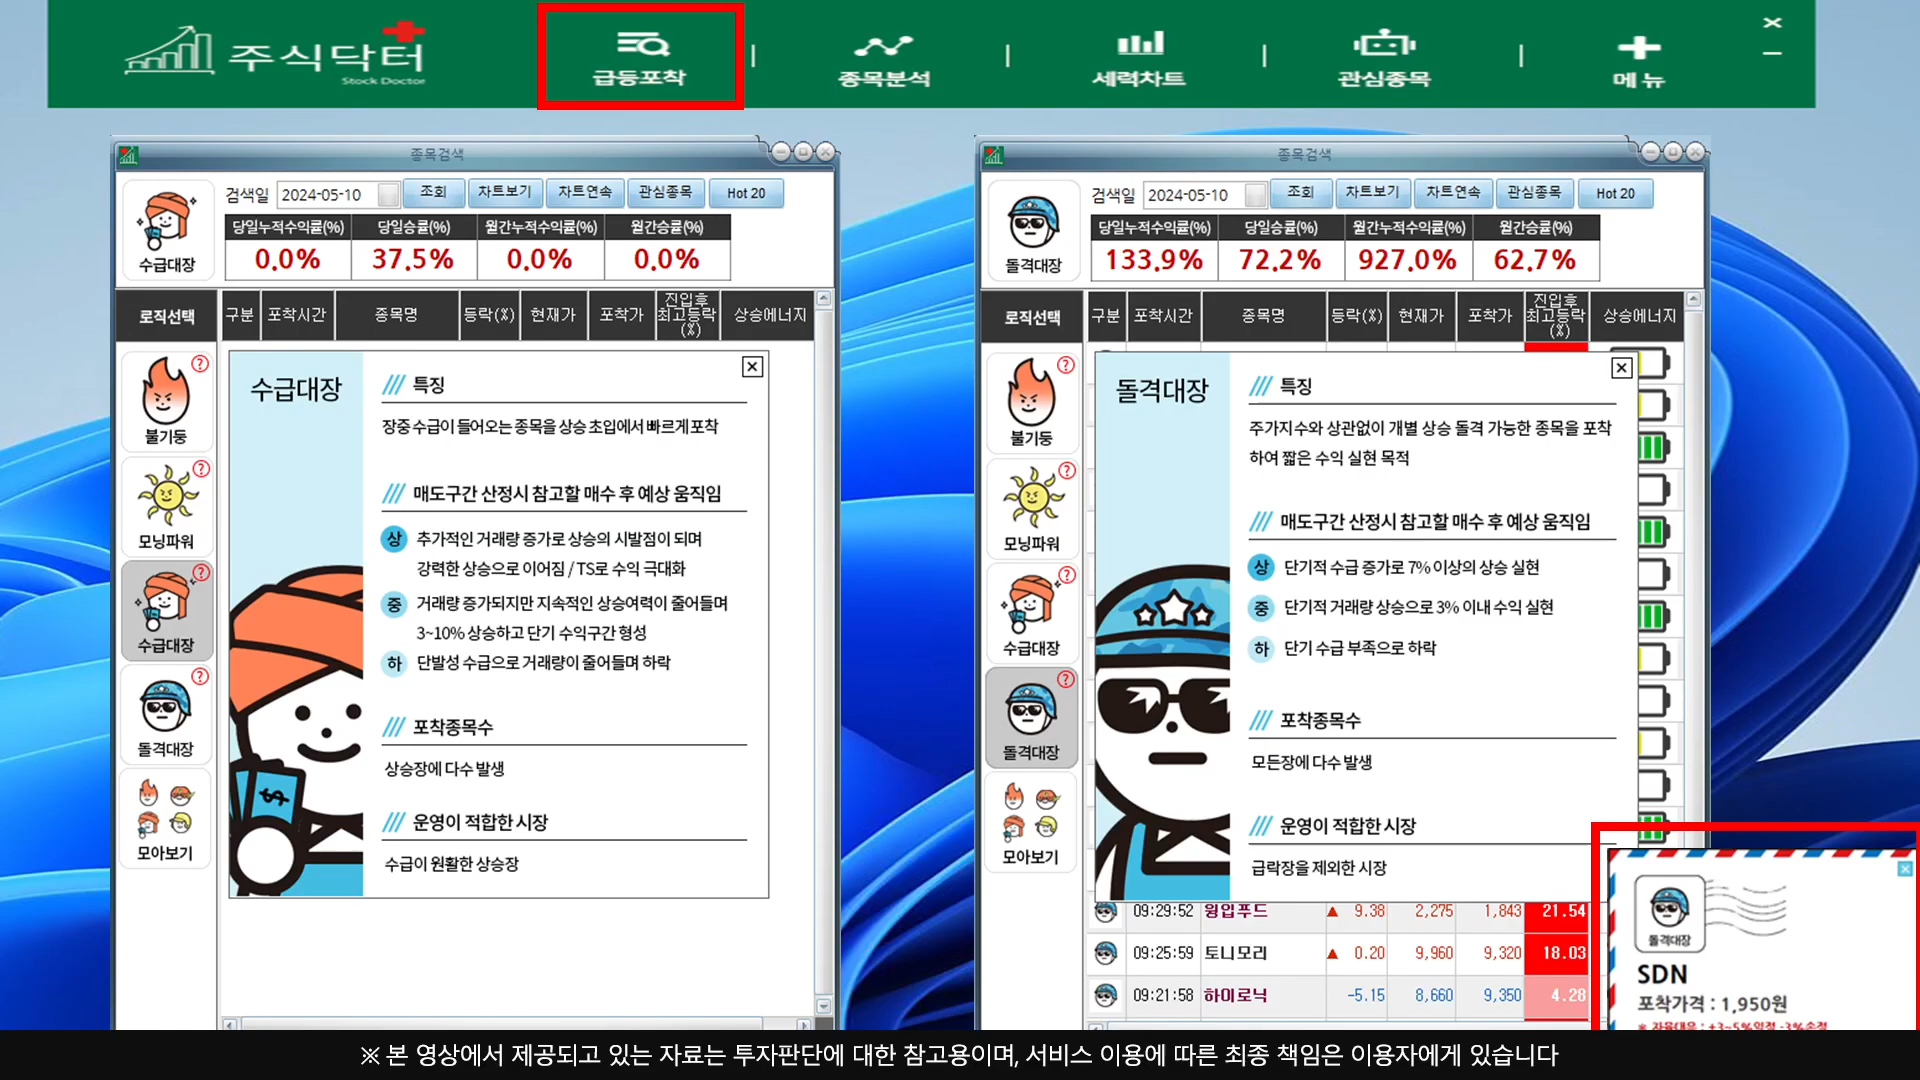 주식닥터
Stock Doctor
급등포착
종목분석
세력차트
관심종목
메뉴
종목검색
수급대장
검색일 2024-05-10 조회 차트보기 차트연속 관심종목 Hot 20
당일누적수익률(%) 당일승률(%) 월간누적수익률(%) 월간승률(%)
0.0% 37.5% 0.0% 0.0%
로직선택 구분 포착시간 종목명 등락(%) 현재가 포착가 진입후 최고등락 (%) 상승에너지
불기둥
모닝파워
수급대장
돌격대장
모아보기
수급대장
/// 특징
장중 수급이 들어오는 종목을 상승 초입에서 빠르게 포착
/// 매도구간 산정시 참고할 매수 후 예상 움직임
상 추가적인 거래량 증가로 상승의 시발점이 되며
강력한 상승으로 이어짐 / TS로 수익 극대화
중 거래량 증가되지만 지속적인 상승여력이 줄어들며
3~10% 상승하고 단기 수익구간 형성
하 단발성 수급으로 거래량이 줄어들며 하락
/// 포착종목수
상승장에 다수 발생
/// 운영이 적합한 시장
수급이 원활한 상승장
종목검색
돌격대장
검색일 2024-05-10 조회 차트보기 차트연속 관심종목 Hot 20
당일누적수익률(%) 당일승률(%) 월간누적수익률(%) 월간승률(%)
133.9% 72.2% 927.0% 62.7%
로직선택 구분 포착시간 종목명 등락(%) 현재가 포착가 진입후 최고등락 (%) 상승에너지
불기둥
모닝파워
수급대장
돌격대장
모아보기
돌격대장
/// 특징
주가지수와 상관없이 개별 상승 돌격 가능한 종목을 포착
하여 짧은 수익 실현 목적
/// 매도구간 산정시 참고할 매수 후 예상 움직임
상 단기적 수급 증가로 7% 이상의 상승 실현
중 단기적 거래량 상승으로 3% 이내 수익 실현
하 단기 수급 부족으로 하락
/// 포착종목수
모든장에 다수 발생
/// 운영이 적합한 시장
급락장을 제외한 시장
09:29:52 윙입푸드 ▲ 9.38 2,275 1,843 21.54
09:25:59 토니모리 ▲ 0.20 9,960 9,320 18.03
09:21:58 하이로닉 -5.15 8,660 9,350 4.28
돌격대장
SDN
포착가격 : 1,950원
* 자율대응 : +3~5%익절 -3%손절
※ 본 영상에서 제공되고 있는 자료는 투자판단에 대한 참고용이며, 서비스 이용에 따른 최종 책임은 이용자에게 있습니다